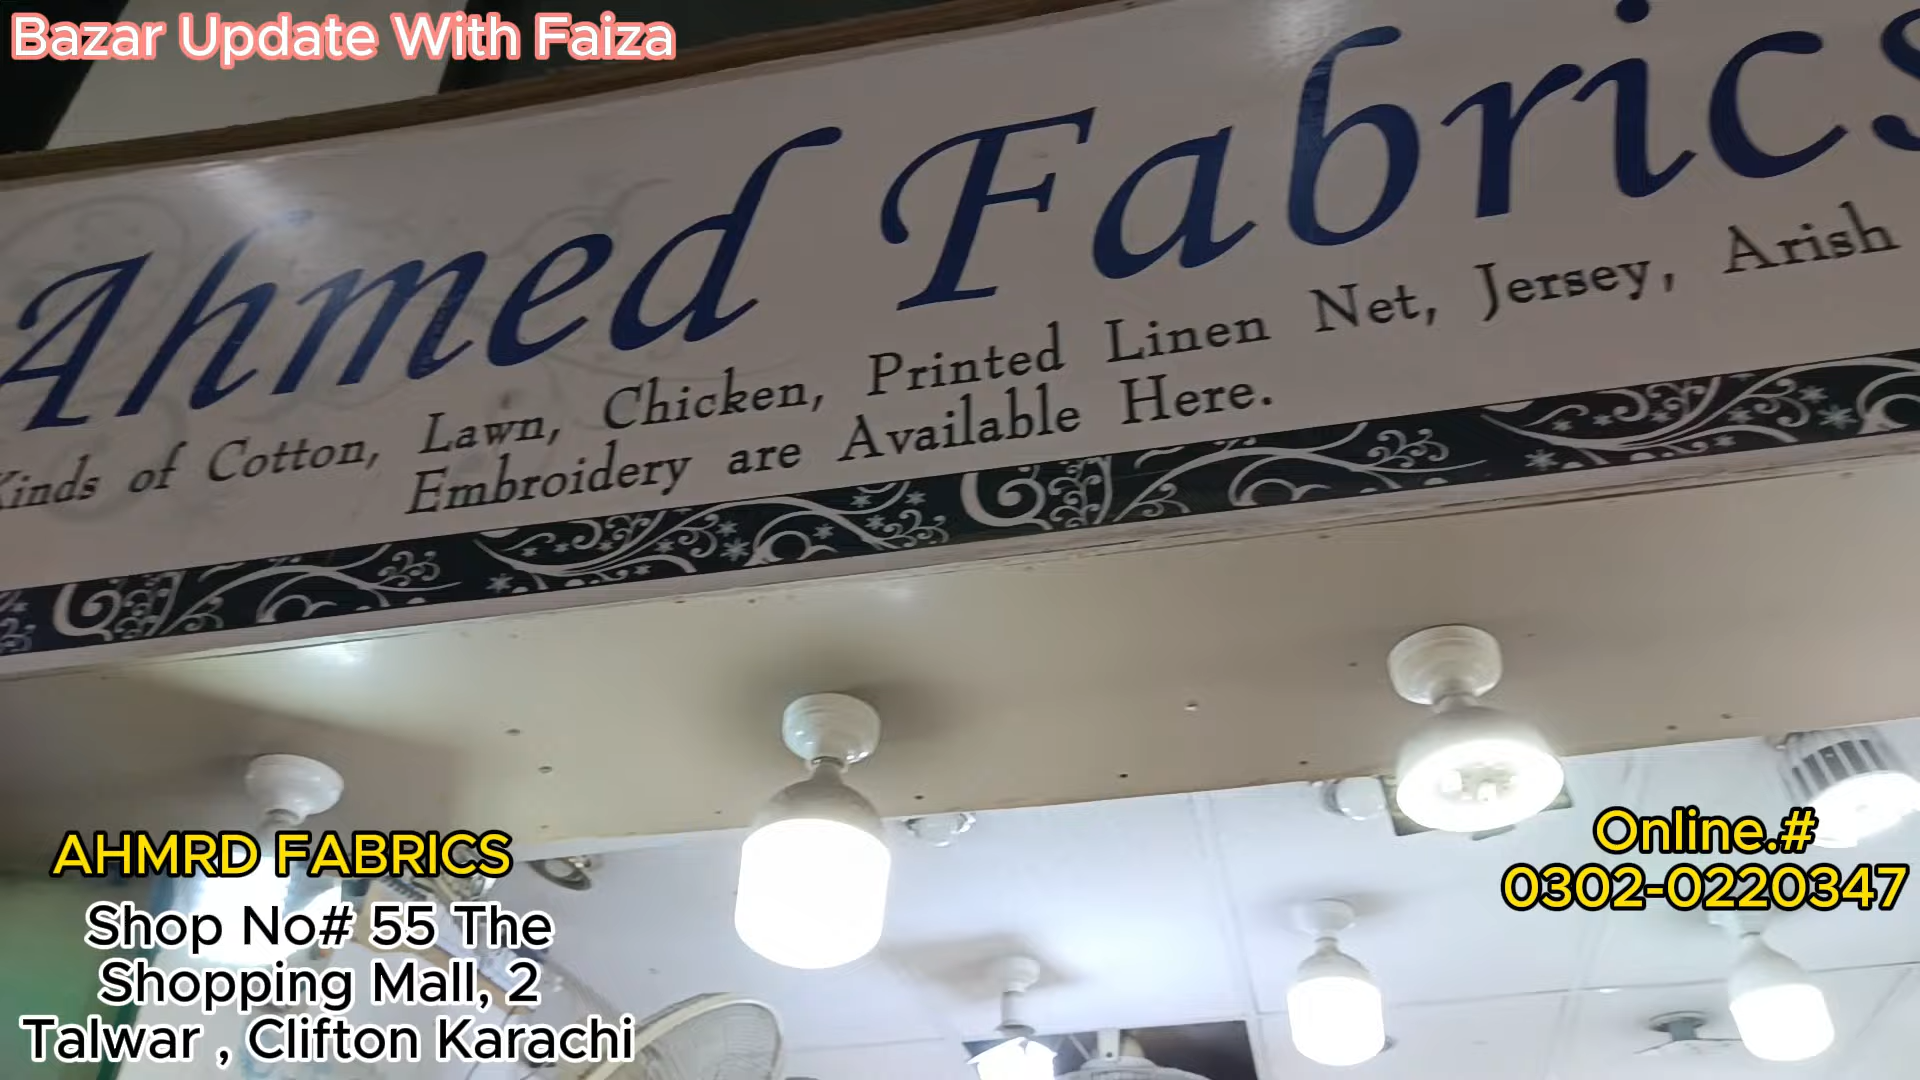 Bazar Update With Faiza
Ahmed Fabrics
Kinds of Cotton, Lawn, Chicken, Printed Linen Net, Jersey, Arish
Embroidery are Available Here.
AHMRD FABRICS
Shop No# 55 The
Shopping Mall, 2
Talwar , Clifton Karachi
Online.#
0302-0220347